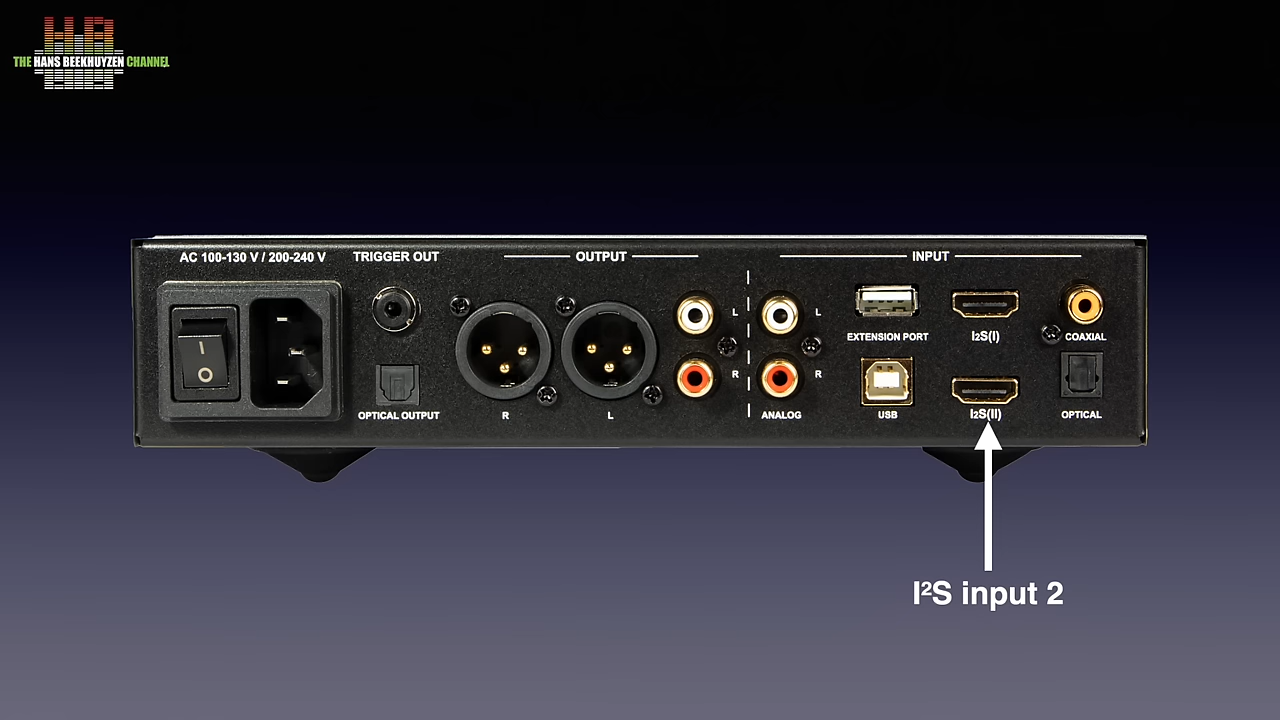 THE HANS BEEKHUYZEN CHANNEL
AC 100-130 V / 200-240 V
TRIGGER OUT
OUTPUT
INPUT
L
L
EXTENSION PORT
I2S(I)
COAXIAL
R
R
OPTICAL OUTPUT
R
L
ANALOG
USB
I2S(II)
OPTICAL
I²S input 2